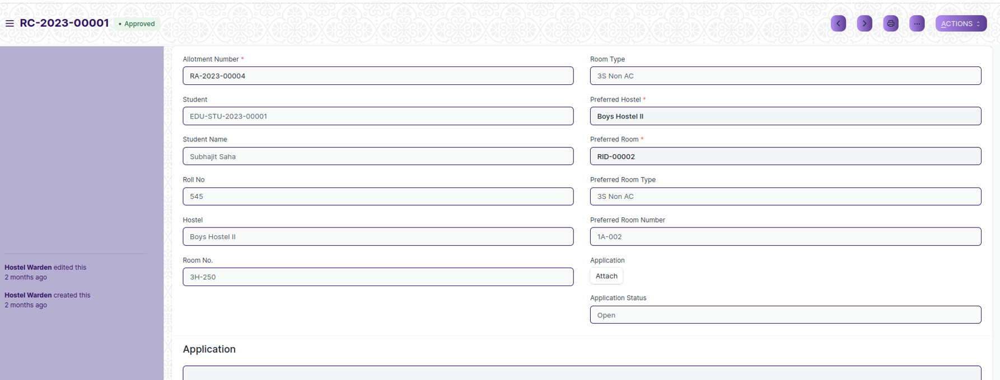 RC-2023-00001 • Approved
... ACTIONS
Allotment Number *
RA-2023-00004
Student
EDU-STU-2023-00001
Student Name
Subhajit Saha
Roll No
545
Hostel
Boys Hostel II
Room No.
3H-250
Room Type
3S Non AC
Preferred Hostel *
Boys Hostel II
Preferred Room *
RID-00002
Preferred Room Type
3S Non AC
Preferred Room Number
1A-002
Application
Attach
Application Status
Open
Hostel Warden edited this
2 months ago
Hostel Warden created this
2 months ago
Application